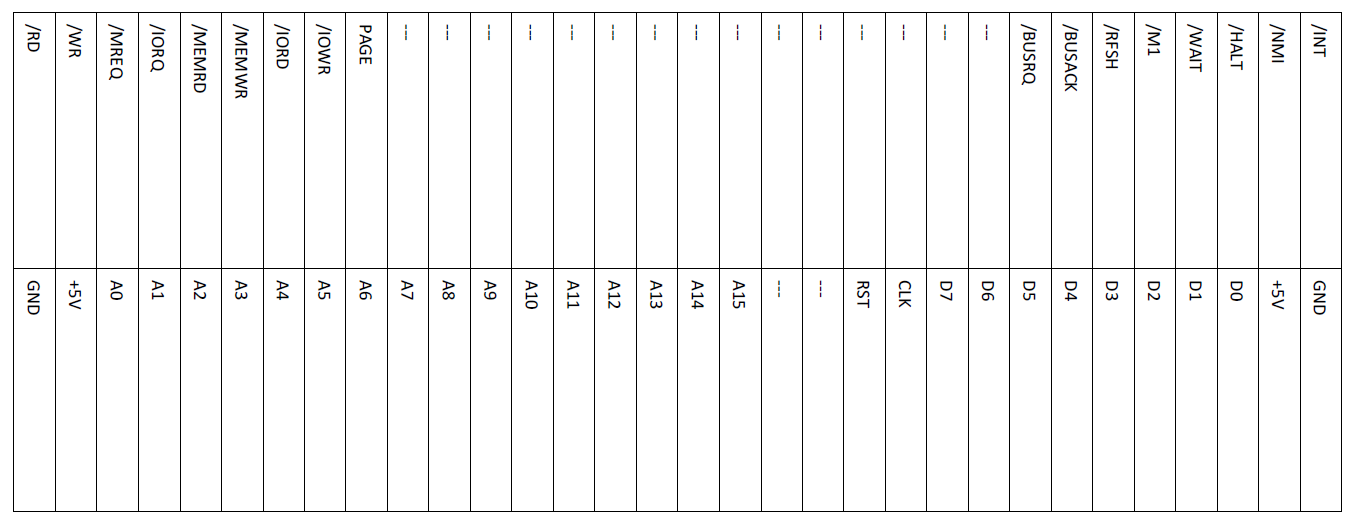 /RD /WR /MREQ /IORQ /MEMRD /MEMWR /IORD /IOWR PAGE --- --- --- --- --- --- --- --- --- --- --- --- --- --- --- /BUSRQ /BUSACK /RFSH /M1 /WAIT /HALT /NMI /INT
GND +5V A0 A1 A2 A3 A4 A5 A6 A7 A8 A9 A10 A11 A12 A13 A14 A15 --- --- RST CLK D7 D6 D5 D4 D3 D2 D1 D0 +5V GND